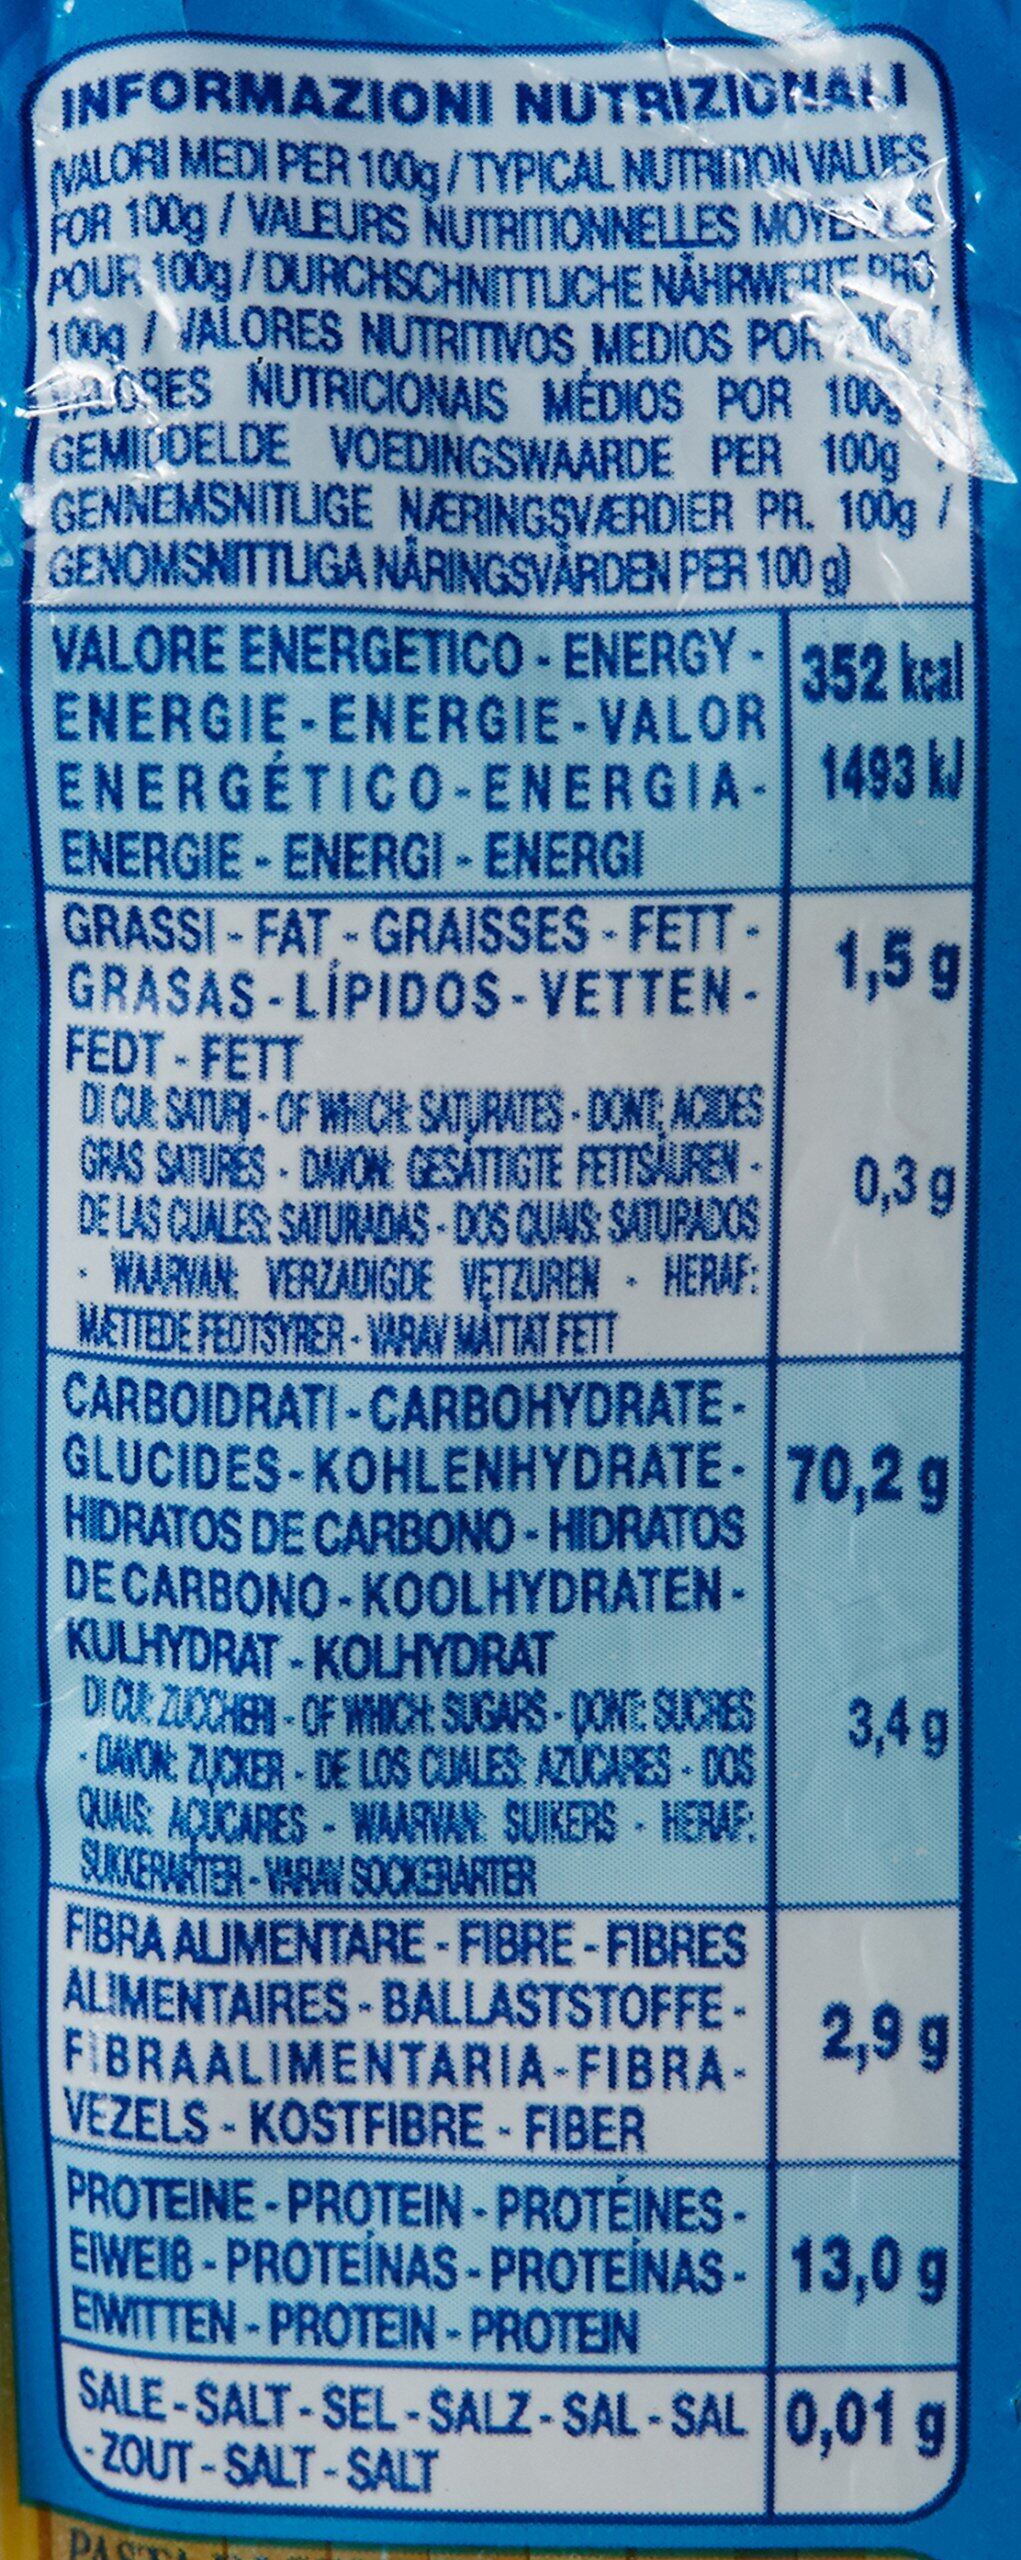 INFORMAZIONI NUTRIZIONALI
(VALORI MEDI PER 100g / TYPICAL NUTRITION VALUES
FOR 100g / VALEURS NUTRITIONNELLES
POUR 100g / DURCHSCHNITTLICHE NÄHRWERTE PRO
100g / VALORES NUTRITIVOS MEDIOS POR
NUTRICIONAIS MÉDIOS POR 100g /
GEMIDDELDE VOEDINGSWAARDE PER 100g /
GENNEMSNITLIGE NÆRINGSVÆRDIER PR. 100g /
GENOMSNITTLIGA NÄRINGSVÄRDEN PER 100 g)
VALORE ENERGETICO - ENERGY - 352 kcal
ENERGIE - ENERGIE - VALOR
ENERGÉTICO - ENERGIA - 1493 kJ
ENERGIE - ENERGI - ENERGI
GRASSI - FAT - GRAISSES - FETT - 1,5 g
GRASAS - LÍPIDOS - VETTEN -
FEDT - FETT
DI CUI: SATURI - OF WHICH: SATURATES - DONT: ACIDES
GRAS SATURES - DAVON: GESÄTTIGTE FETTSÄUREN - 0,3 g
DE LAS CUALES: SATURADAS - DOS QUAIS: SATURADOS
- WAARVAN: VERZADIGDE VETZUREN - HERAF:
MÆTTEDE FEDTSYRER - VARAV MÄTTAT FETT
CARBOIDRATI - CARBOHYDRATE -
GLUCIDES - KOHLENHYDRATE - 70,2 g
HIDRATOS DE CARBONO - HIDRATOS
DE CARBONO - KOOLHYDRATEN -
KULHYDRAT - KOLHYDRAT
DI CUI: ZUCCHERI - OF WHICH: SUGARS - DONT: SUCRES 3,4 g
- DAVON: ZUCKER - DE LOS CUALES: AZÚCARES - DOS
QUAIS: AÇUCARES - WAARVAN: SUIKERS - HERAF:
SUKKERARTER - VARAV SOCKERARTER
FIBRA ALIMENTARE - FIBRE - FIBRES
ALIMENTAIRES - BALLASTSTOFFE - 2,9 g
FIBRA ALIMENTARIA - FIBRA -
VEZELS - KOSTFIBRE - FIBER
PROTEINE - PROTEIN - PROTÉINES -
EIWEIß - PROTEÍNAS - PROTEÍNAS - 13,0 g
EIWITTEN - PROTEIN - PROTEIN
SALE - SALT - SEL - SALZ - SAL - SAL 0,01 g
- ZOUT - SALT - SALT